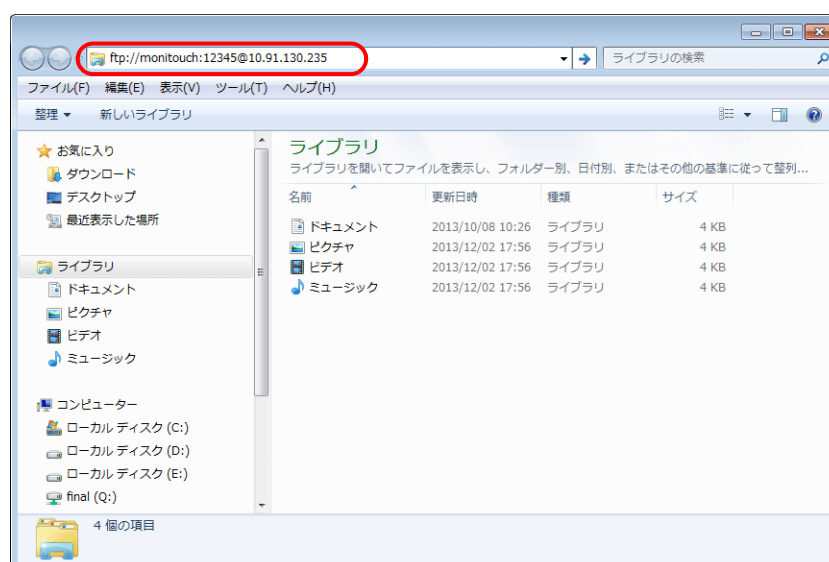 ftp://monitouch:12345@10.91.130.235
ライブラリの検索
ファイル(F) 編集(E) 表示(V) ツール(T) ヘルプ(H)
整理 新しいライブラリ
お気に入り
ダウンロード
デスクトップ
最近表示した場所
ライブラリ
ドキュメント
ピクチャ
ビデオ
ミュージック
コンピューター
ローカル ディスク (C:)
ローカル ディスク (D:)
ローカル ディスク (E:)
final (Q:)
ライブラリ
ライブラリを開いてファイルを表示し、フォルダー別、日付別、またはその他の基準に従って整列...
名前 更新日時 種類 サイズ
ドキュメント 2013/10/08 10:26 ライブラリ 4 KB
ピクチャ 2013/12/02 17:56 ライブラリ 4 KB
ビデオ 2013/12/02 17:56 ライブラリ 4 KB
ミュージック 2013/12/02 17:56 ライブラリ 4 KB
4 個の項目